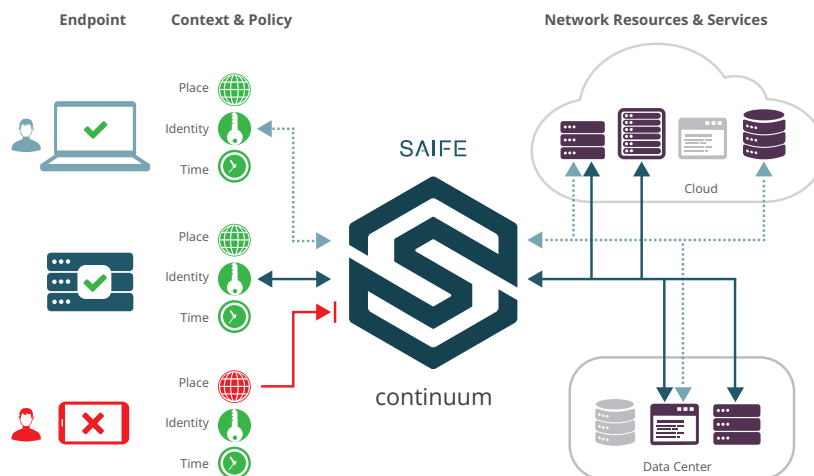 Endpoint
Context & Policy
Network Resources & Services
Place
Identity
Time
Place
Identity
Time
Place
Identity
Time
SAIFE
continuum
Cloud
Data Center